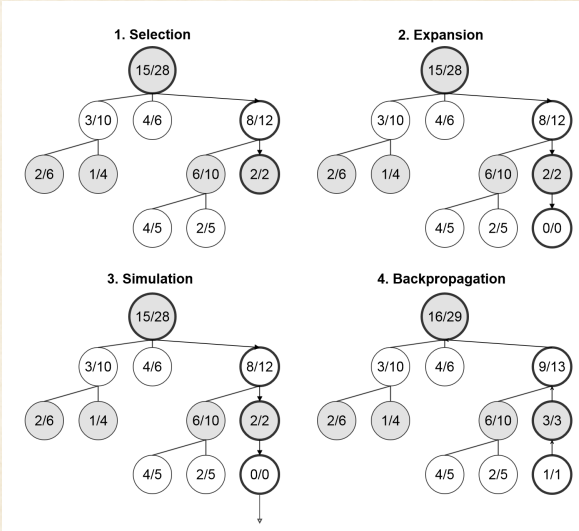 1. Selection
15/28
3/10 4/6 8/12
2/6 1/4 6/10 2/2
4/5 2/5
2. Expansion
15/28
3/10 4/6 8/12
2/6 1/4 6/10 2/2
4/5 2/5 0/0
3. Simulation
15/28
3/10 4/6 8/12
2/6 1/4 6/10 2/2
4/5 2/5 0/0
4. Backpropagation
16/29
3/10 4/6 9/13
2/6 1/4 6/10 3/3
4/5 2/5 1/1